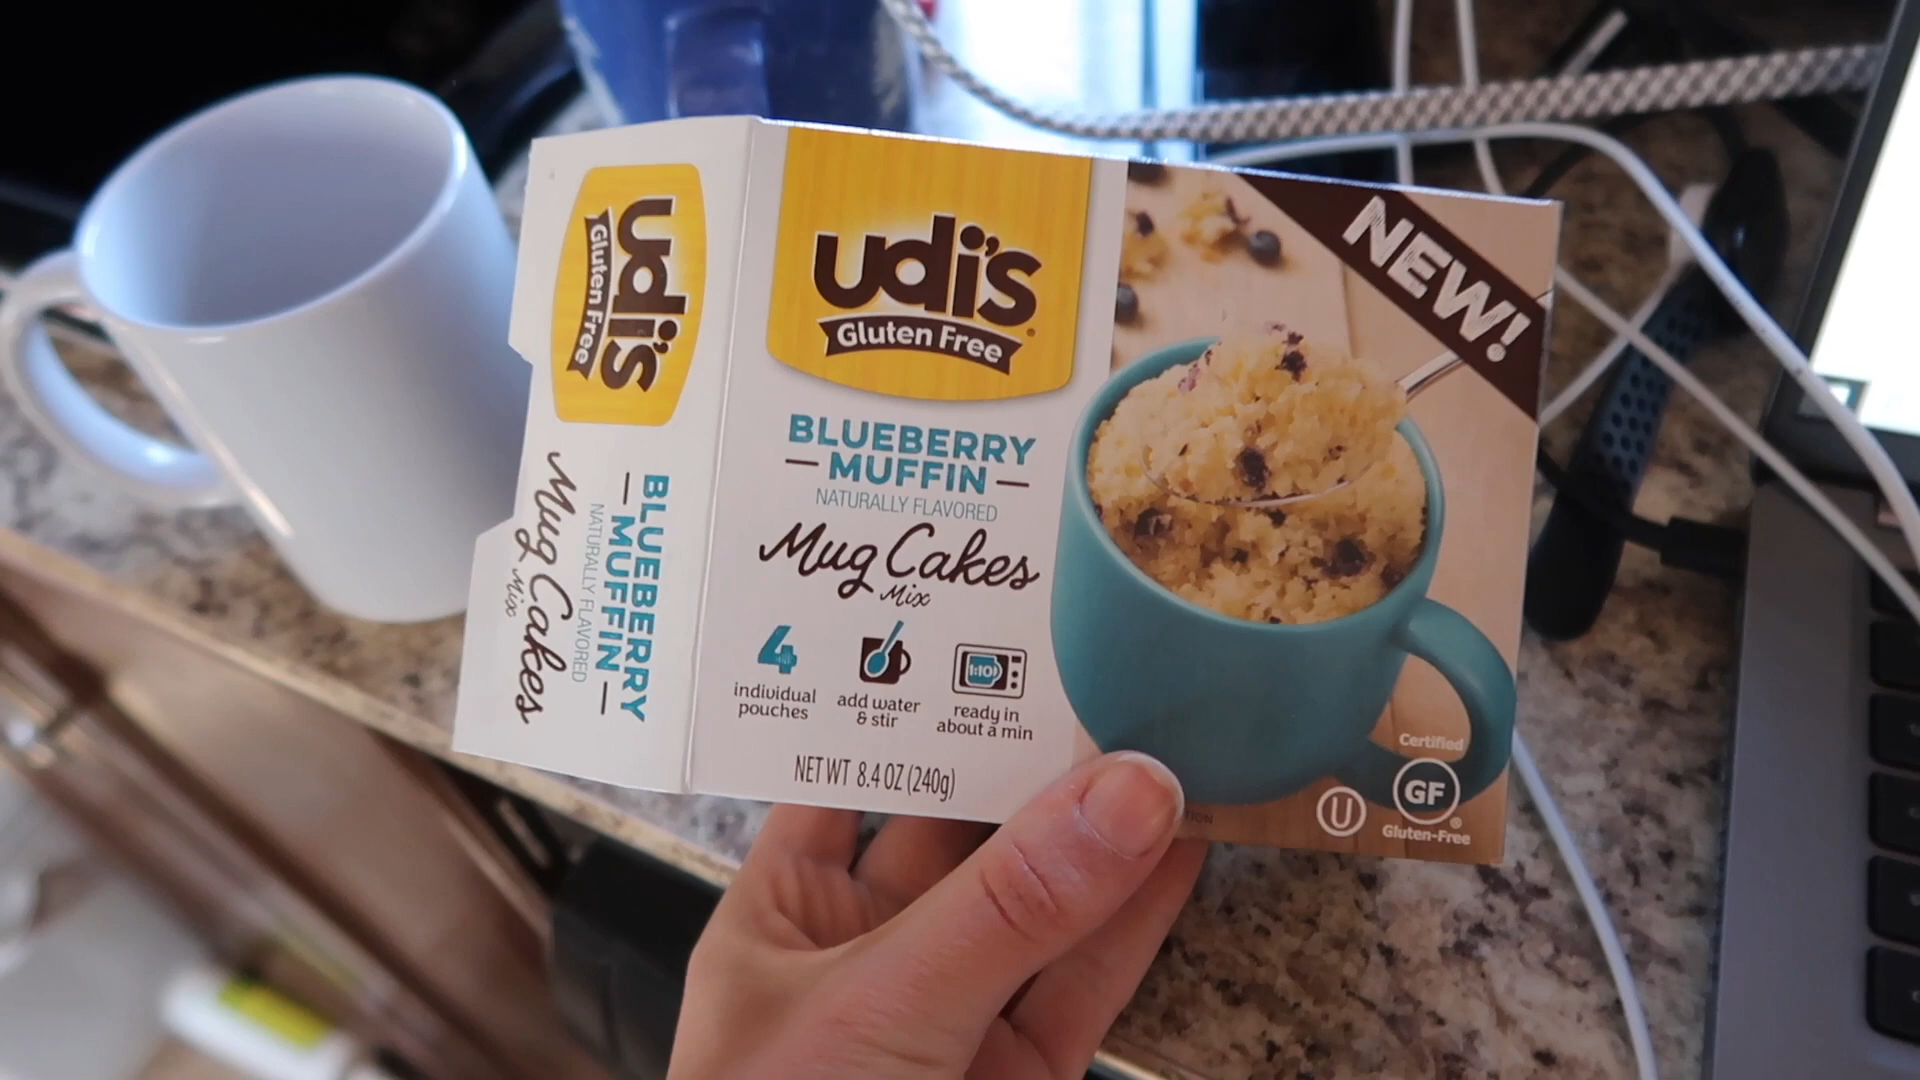 udi's
Gluten Free
BLUEBERRY
MUFFIN
NATURALLY FLAVORED
Mug Cakes
Mix
udi's
Gluten Free
BLUEBERRY
MUFFIN
NATURALLY FLAVORED
Mug Cakes
Mix
4
individual
pouches
add water
& stir
1:10
ready in
about a min
NET WT 8.4 OZ (240g)
NEW!
U
Certified
GF
Gluten-Free